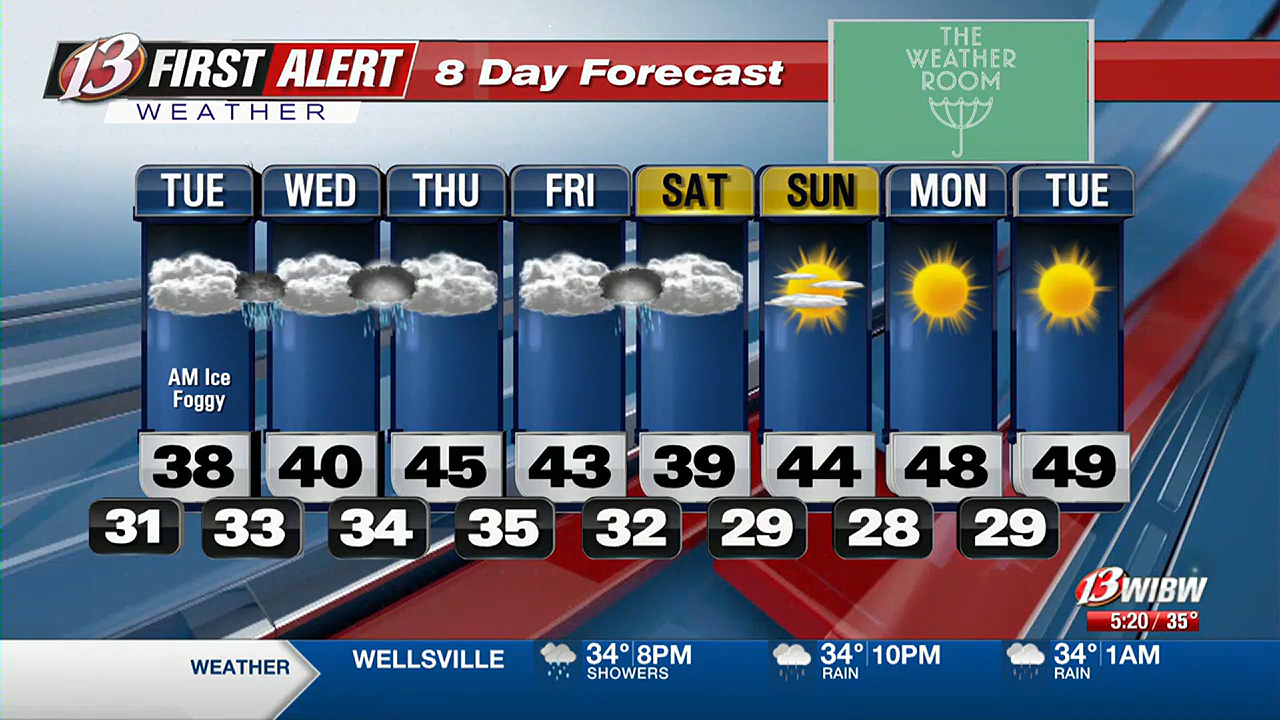 13 FIRST ALERT
WEATHER
8 Day Forecast
THE
WEATHER
ROOM
TUE WED THU FRI SAT SUN MON TUE
AM Ice
Foggy
38 40 45 43 39 44 48 49
31 33 34 35 32 29 28 29
13 WIBW
5:20 / 35°
WEATHER
WELLSVILLE
34° 8PM
SHOWERS
34° 10PM
RAIN
34° 1AM
RAIN